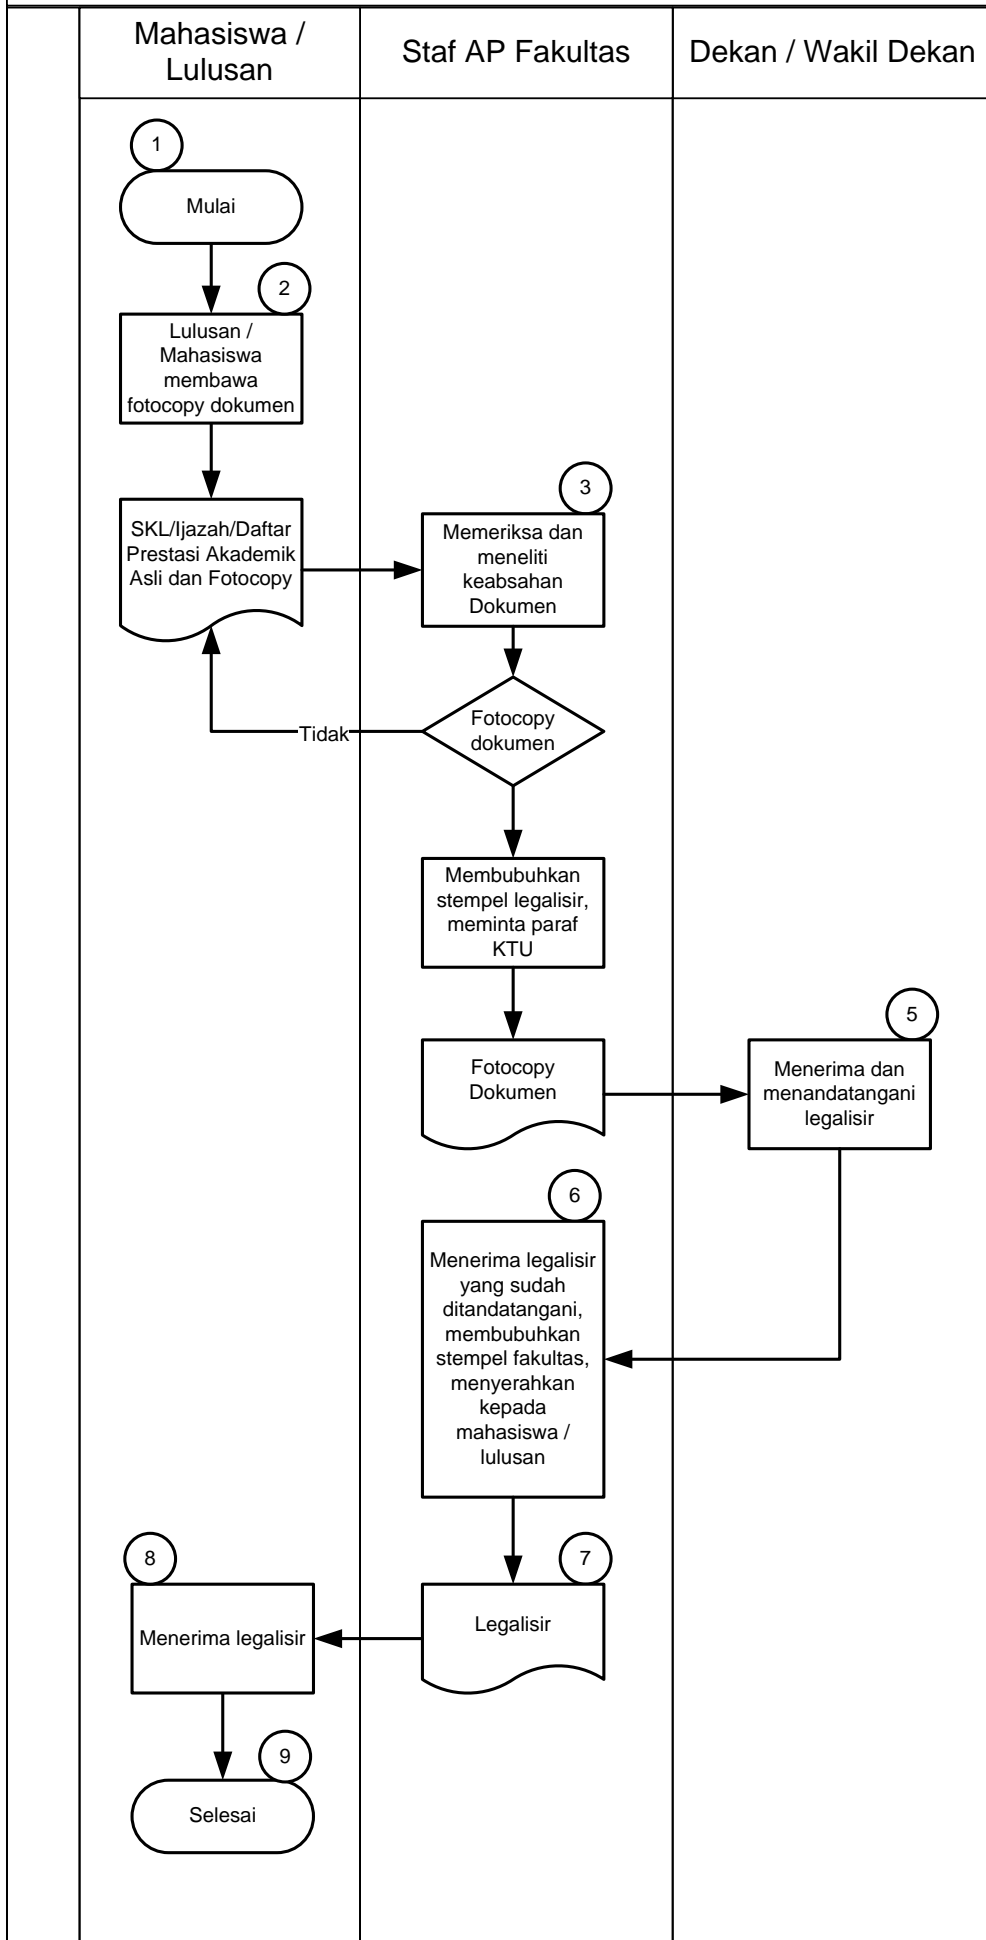 Mahasiswa /
Lulusan
Staf AP Fakultas
Dekan / Wakil Dekan
1
Mulai
2
Lulusan /
Mahasiswa
membawa
fotocopy dokumen
SKL/Ijazah/Daftar
Prestasi Akademik
Asli dan Fotocopy
3
Memeriksa dan
meneliti
keabsahan
Dokumen
Fotocopy
dokumen
Tidak
Membubuhkan
stempel legalisir,
meminta paraf
KTU
Fotocopy
Dokumen
5
Menerima dan
menandatangani
legalisir
6
Menerima legalisir
yang sudah
ditandatangani,
membubuhkan
stempel fakultas,
menyerahkan
kepada
mahasiswa /
lulusan
7
Legalisir
8
Menerima legalisir
9
Selesai